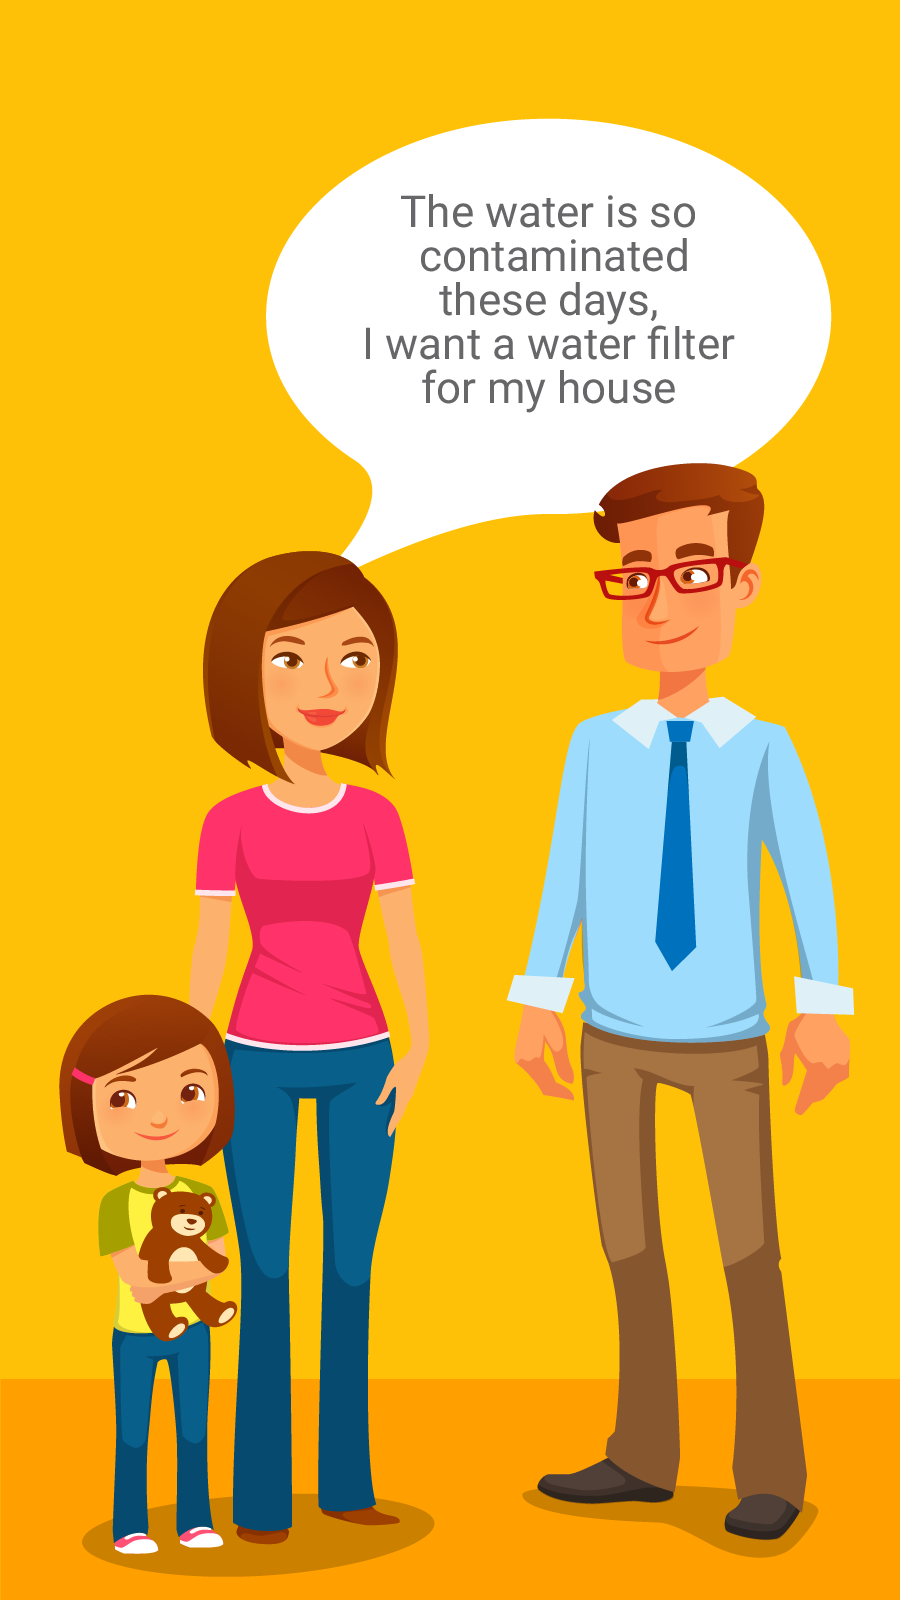 The water is so
contaminated
these days,
I want a water filter
for my house